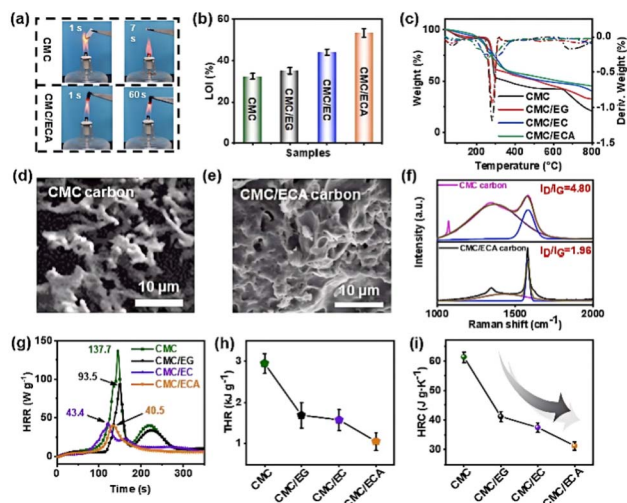 (a)
CMC
1 s
7 s
CMC/ECA
1 s
60 s
(b)
LOI (%)
60
40
20
0
CMC
CMC/EG
CMC/EC
CMC/ECA
Samples
(c)
Weight (%)
100
50
0
0.0
-0.5
-1.0
-1.5
Deriv. Weight (%)
CMC
CMC/EG
CMC/EC
CMC/ECA
200 400 600 800
Temperature (°C)
(d)
CMC carbon
10 μm
(e)
CMC/ECA carbon
10 μm
(f)
Intensity (a.u.)
CMC carbon
ID/IG=4.80
CMC/ECA carbon
ID/IG=1.96
1000 1500 2000
Raman shift (cm⁻¹)
(g)
HRR (W g⁻¹)
150
100
50
0
137.7
93.5
43.4
40.5
CMC
CMC/EG
CMC/EC
CMC/ECA
0 100 200 300
Time (s)
(h)
THR (kJ g⁻¹)
3
2
1
CMC
CMC/EG
CMC/EC
CMC/ECA
(i)
60
50
40
30
CMC
CMC/EG
CMC/EC
CMC/ECA